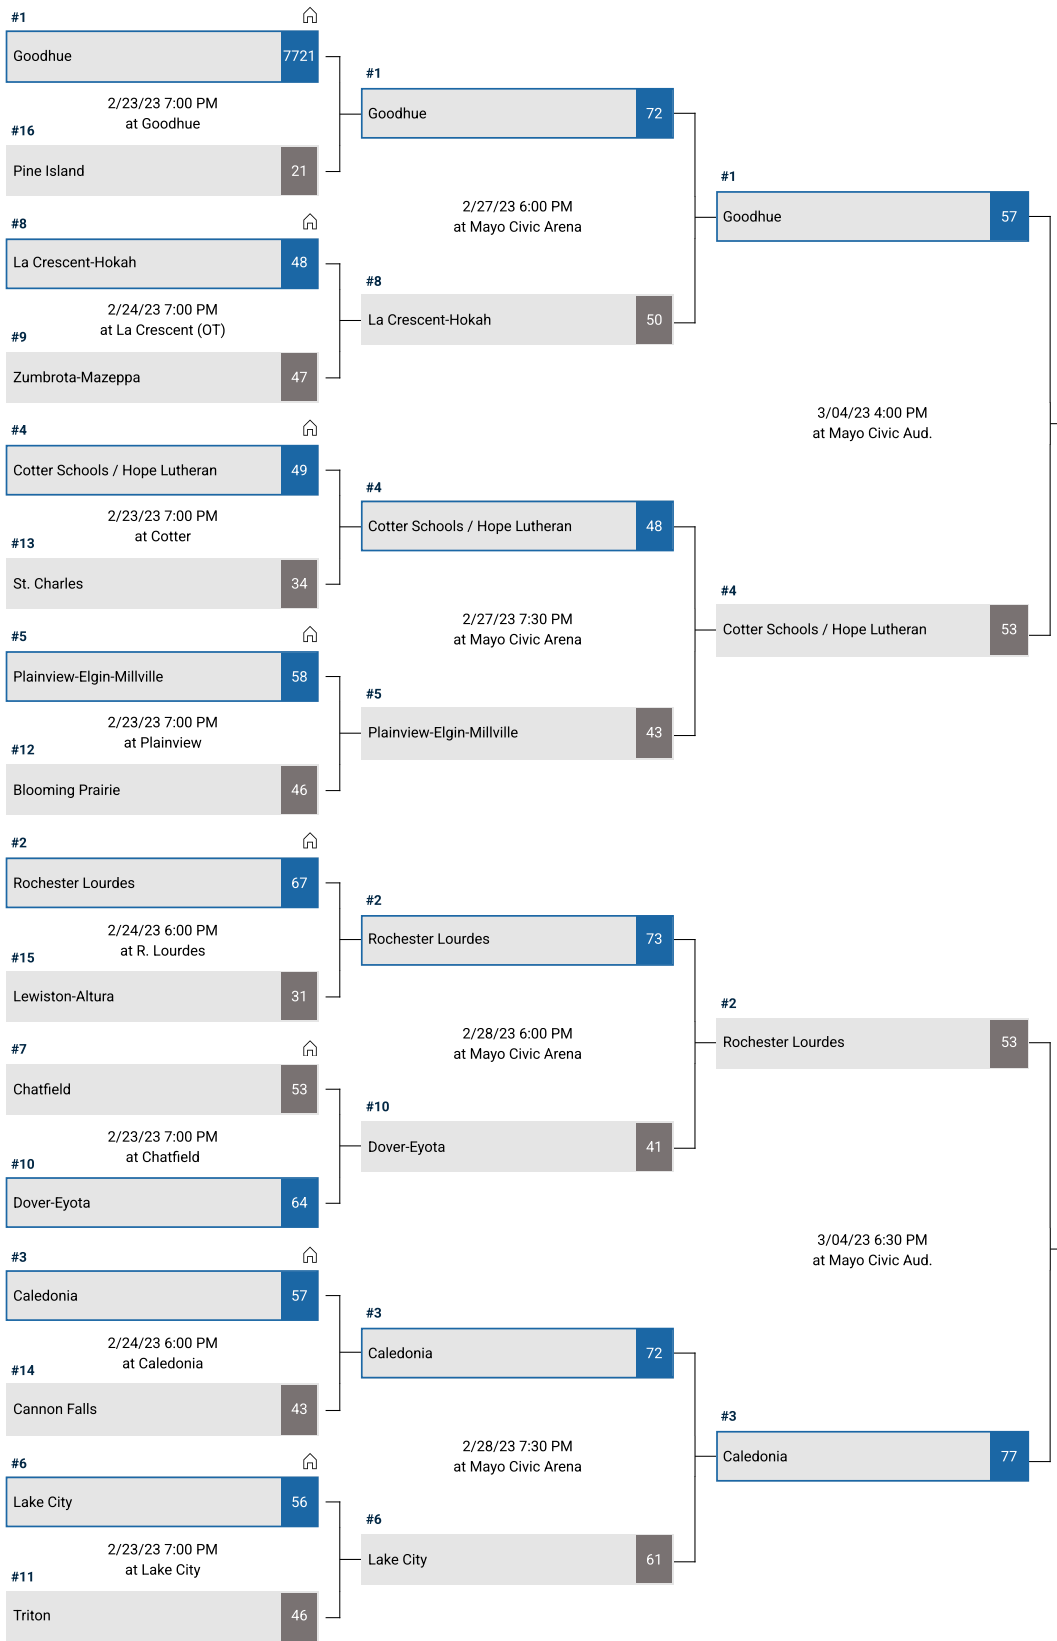 #1
Goodhue 7721
2/23/23 7:00 PM
at Goodhue
#16
Pine Island 21
#8
La Crescent-Hokah 48
2/24/23 7:00 PM
at La Crescent (OT)
#9
Zumbrota-Mazeppa 47
#4
Cotter Schools / Hope Lutheran 49
2/23/23 7:00 PM
at Cotter
#13
St. Charles 34
#5
Plainview-Elgin-Millville 58
2/23/23 7:00 PM
at Plainview
#12
Blooming Prairie 46
#2
Rochester Lourdes 67
2/24/23 6:00 PM
at R. Lourdes
#15
Lewiston-Altura 31
#7
Chatfield 53
2/23/23 7:00 PM
at Chatfield
#10
Dover-Eyota 64
#3
Caledonia 57
2/24/23 6:00 PM
at Caledonia
#14
Cannon Falls 43
#6
Lake City 56
2/23/23 7:00 PM
at Lake City
#11
Triton 46
#1
Goodhue 72
2/27/23 6:00 PM
at Mayo Civic Arena
#8
La Crescent-Hokah 50
#4
Cotter Schools / Hope Lutheran 48
2/27/23 7:30 PM
at Mayo Civic Arena
#5
Plainview-Elgin-Millville 43
#2
Rochester Lourdes 73
2/28/23 6:00 PM
at Mayo Civic Arena
#10
Dover-Eyota 41
#3
Caledonia 72
2/28/23 7:30 PM
at Mayo Civic Arena
#6
Lake City 61
#1
Goodhue 57
3/04/23 4:00 PM
at Mayo Civic Aud.
#4
Cotter Schools / Hope Lutheran 53
#2
Rochester Lourdes 53
3/04/23 6:30 PM
at Mayo Civic Aud.
#3
Caledonia 77